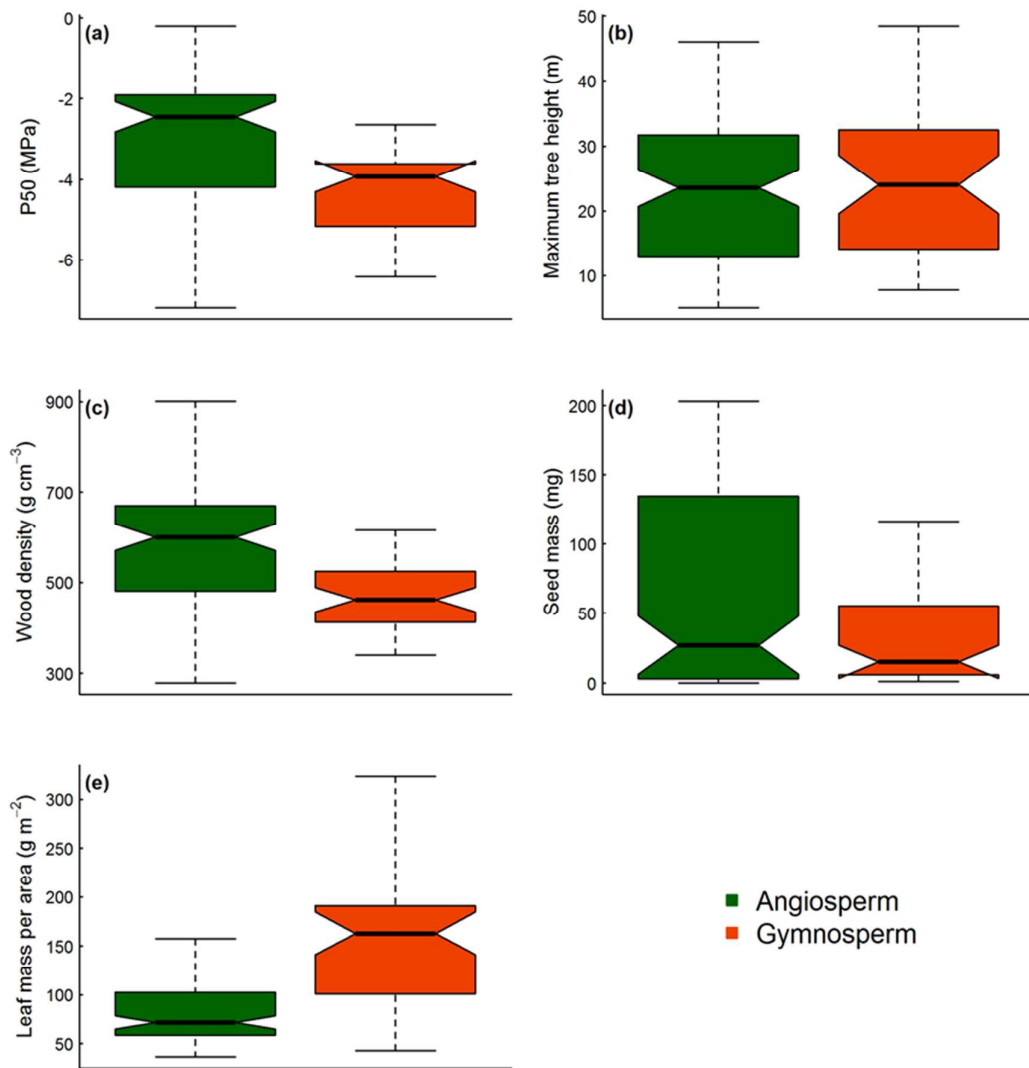 (a)
P50 (MPa)
0
-2
-4
-6
(b)
Maximum tree height (m)
50
40
30
20
10
(c)
Wood density (g cm⁻³)
900
700
500
300
(d)
Seed mass (mg)
200
150
100
50
0
(e)
Leaf mass per area (g m⁻²)
300
250
200
150
100
50
Angiosperm
Gymnosperm